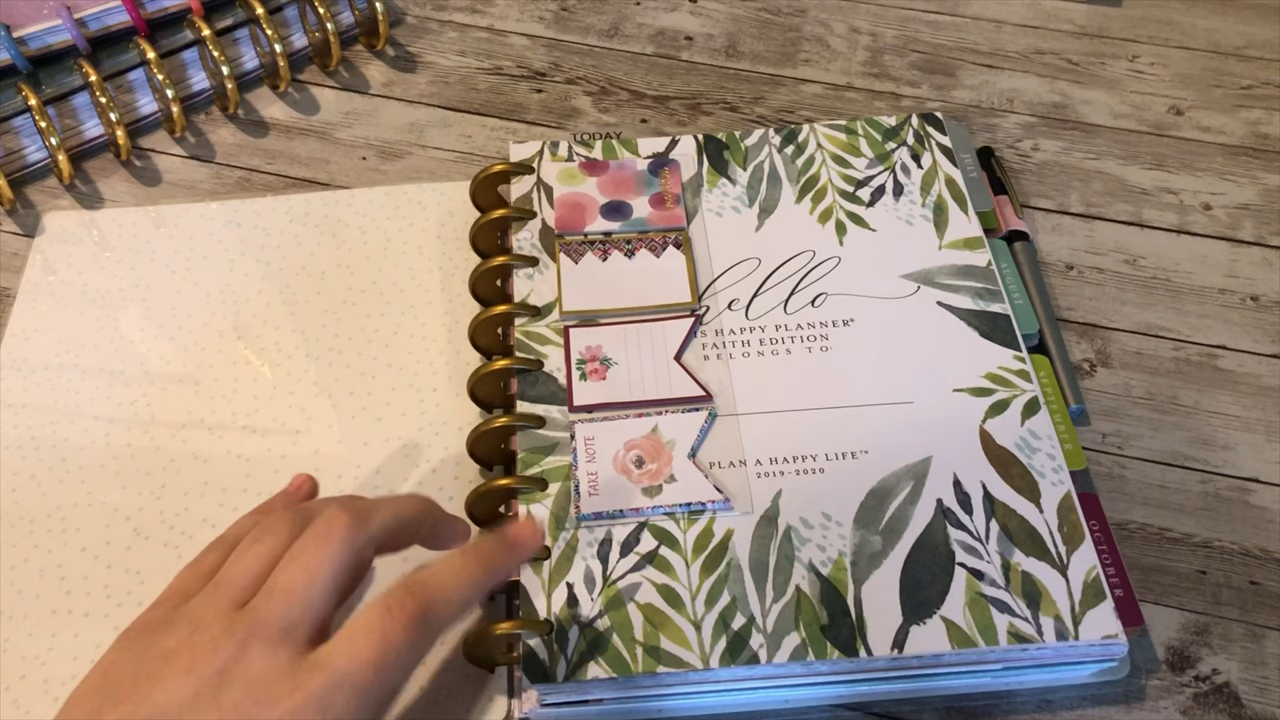 TODAY
hello
IS HAPPY PLANNER®
FAITH EDITION
BELONGS TO:
PLAN A HAPPY LIFE™
2019-2020
TAKE NOTE
JULY
AUGUST
SEPTEMBER
OCTOBER